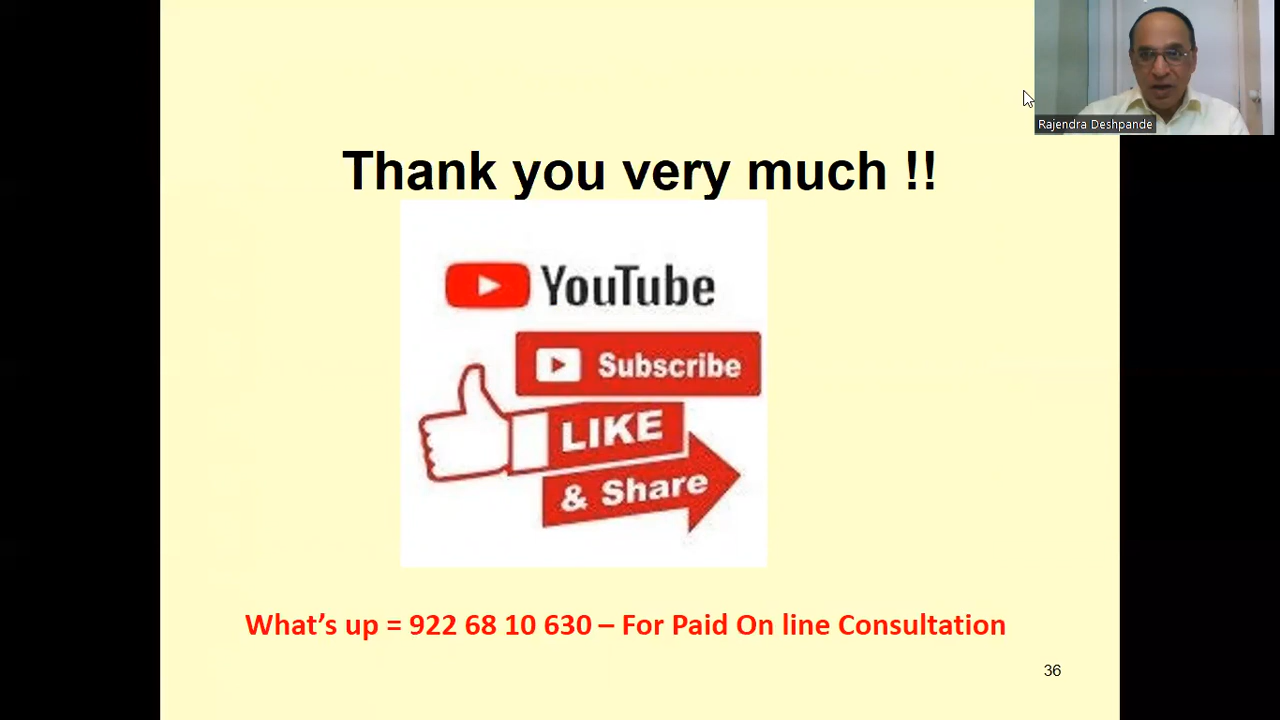 Rajendra Deshpande
Thank you very much !!
YouTube
Subscribe
LIKE
& Share
What’s up = 922 68 10 630 – For Paid On line Consultation
36